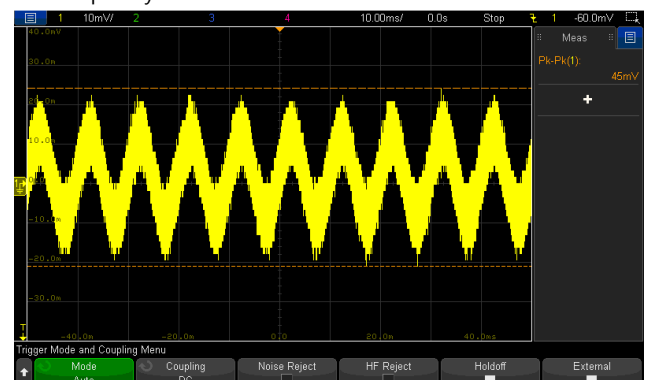 1 10mV/ 2 3 4 10.00ms/ 0.0s Stop 1 -60.0mV
40.0mV
Meas
30.0m
Pk-Pk(1):
45mV
20.0m
+
10.0m
-10.0m
-20.0m
-30.0m
T
-40.0m -20.0m 0.0 20.0m 40.0ms
Trigger Mode and Coupling Menu
Mode Coupling Noise Reject HF Reject Holdoff External
Auto DC